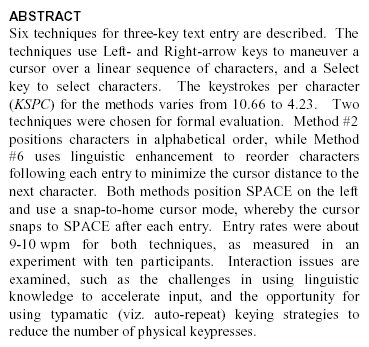 ABSTRACT
Six techniques for three-key text entry are described. The
techniques use Left- and Right-arrow keys to maneuver a
cursor over a linear sequence of characters, and a Select
key to select characters. The keystrokes per character
(KSPC) for the methods varies from 10.66 to 4.23. Two
techniques were chosen for formal evaluation. Method #2
positions characters in alphabetical order, while Method
#6 uses linguistic enhancement to reorder characters
following each entry to minimize the cursor distance to the
next character. Both methods position SPACE on the left
and use a snap-to-home cursor mode, whereby the cursor
snaps to SPACE after each entry. Entry rates were about
9-10 wpm for both techniques, as measured in an
experiment with ten participants. Interaction issues are
examined, such as the challenges in using linguistic
knowledge to accelerate input, and the opportunity for
using typamatic (viz. auto-repeat) keying strategies to
reduce the number of physical keypresses.